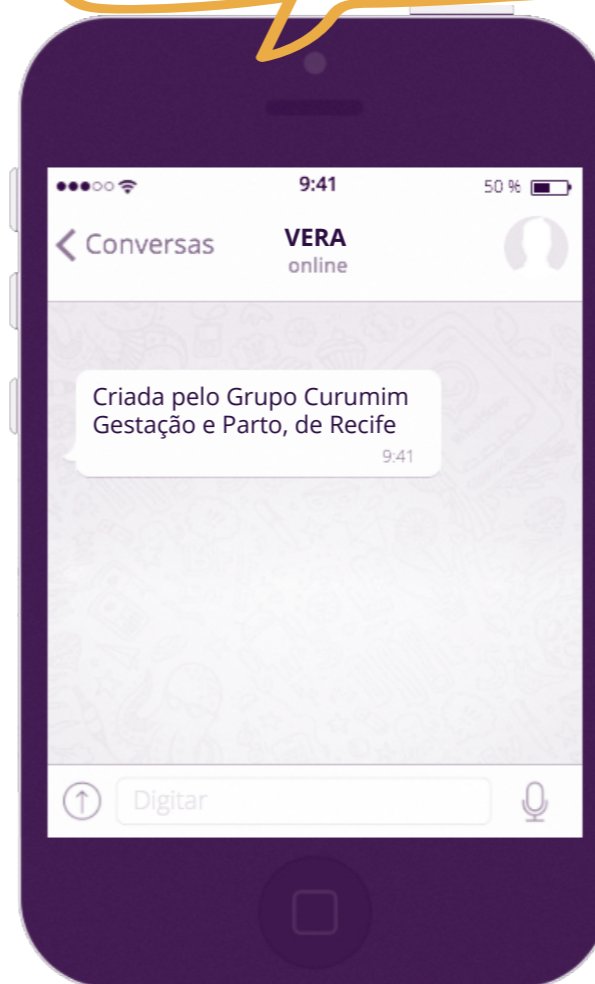 9:41
50 %
Conversas
VERA
online
Criada pelo Grupo Curumim
Gestação e Parto, de Recife
9:41
Digitar